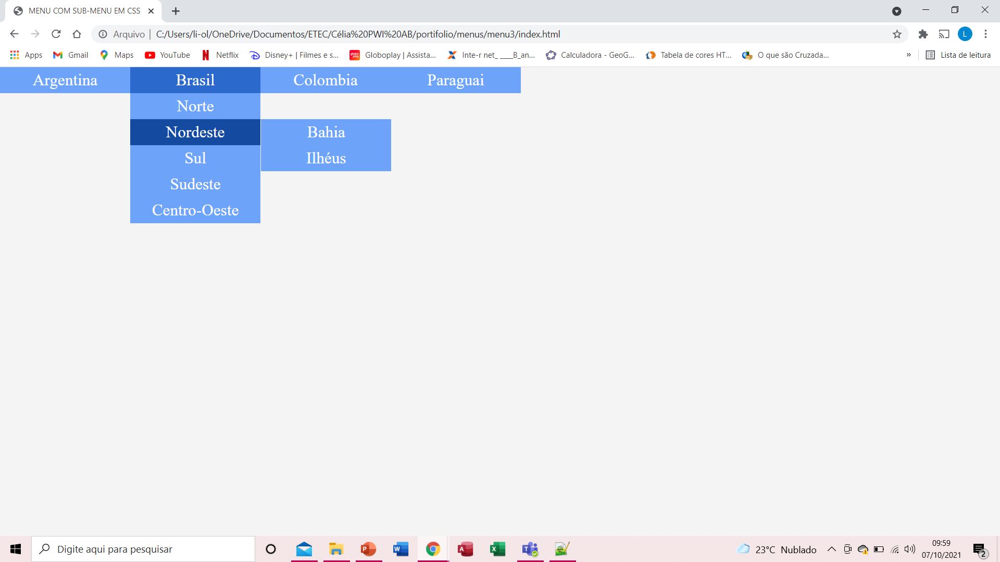 MENU COM SUB-MENU EM CSS
Arquivo | C:/Users/li-ol/OneDrive/Documentos/ETEC/Célia%20PWI%20AB/portifolio/menus/menu3/index.html
L
Apps Gmail Maps YouTube Netflix Disney+ | Filmes e s... Globoplay | Assista... Inte-r net_ ____B_an... Calculadora - GeoG... Tabela de cores HT... O que são Cruzada... » Lista de leitura
Argentina Brasil Colombia Paraguai
Norte
Nordeste Bahia
Sul Ilhéus
Sudeste
Centro-Oeste
Digite aqui para pesquisar
23°C Nublado
09:59
07/10/2021
2